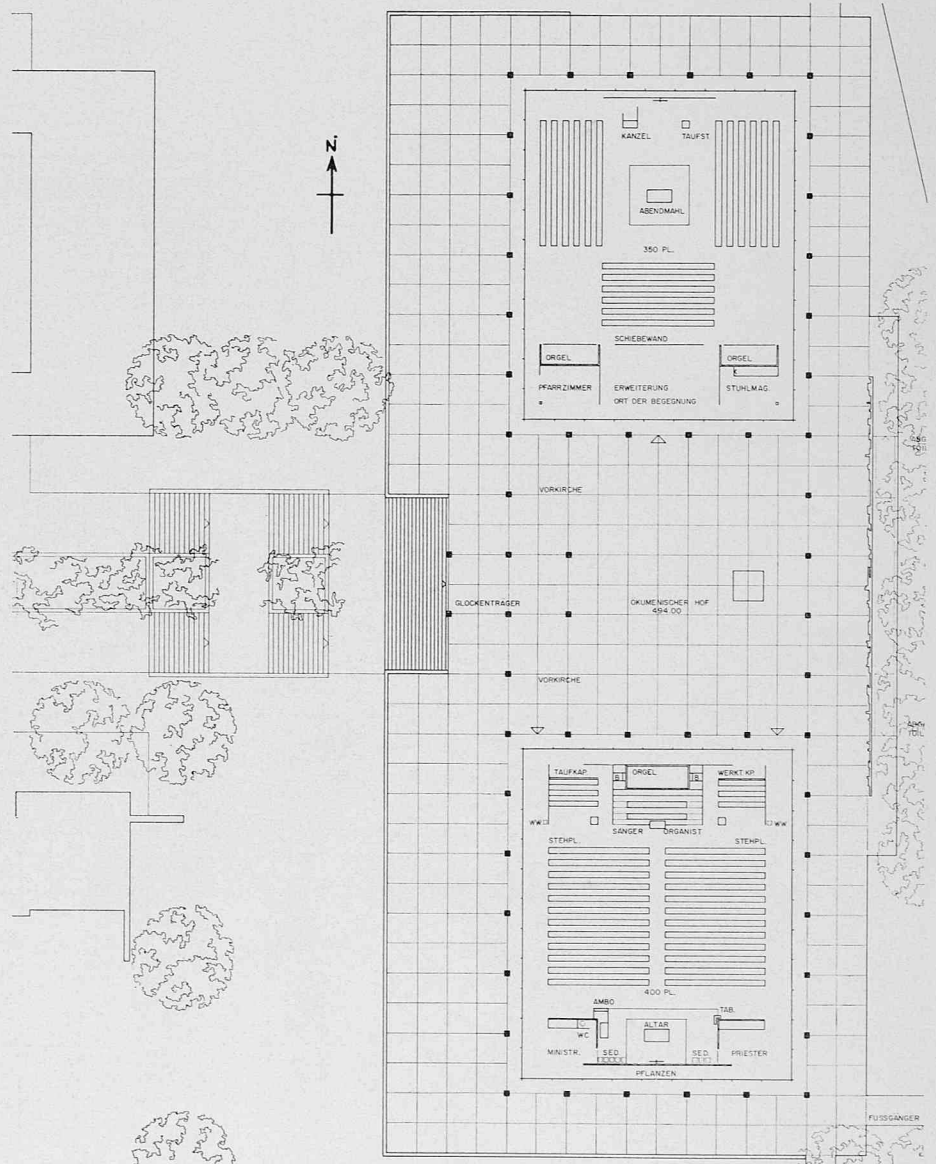 N
KANZEL TAUFST.
ABENDMAHL
350 PL.
SCHIEBEWAND
ORGEL ORGEL
PFARRZIMMER ERWEITERUNG STUHLMAG.
ORT DER BEGEGNUNG
VORKIRCHE
GLOCKENTRÄGER
ÖKUMENISCHER HOF
494.00
VORKIRCHE
TAUFKAP. B ORGEL B WERKT.KP.
WW SÄNGER ORGANIST WW
STEHPL. STEHPL.
400 PL.
AMBO TAB.
ALTAR
WC
MINISTR. SED. SED. PRIESTER
PFLANZEN
FUSSGÄNGER